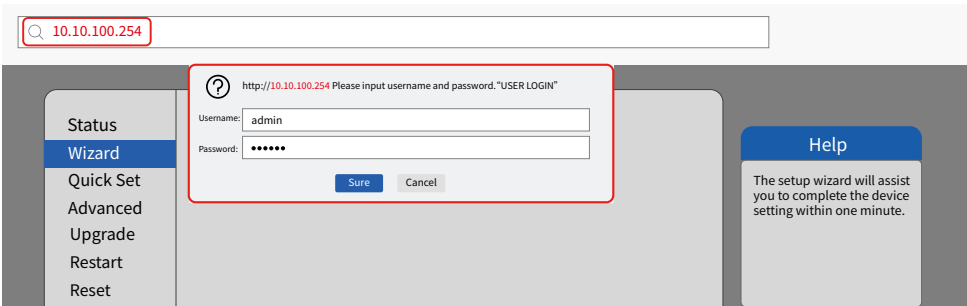 10.10.100.254
http://10.10.100.254 Please input username and password.“USER LOGIN”
Username: admin
Password: ••••••
Sure Cancel
Status
Wizard
Quick Set
Advanced
Upgrade
Restart
Reset
Help
The setup wizard will assist
you to complete the device
setting within one minute.